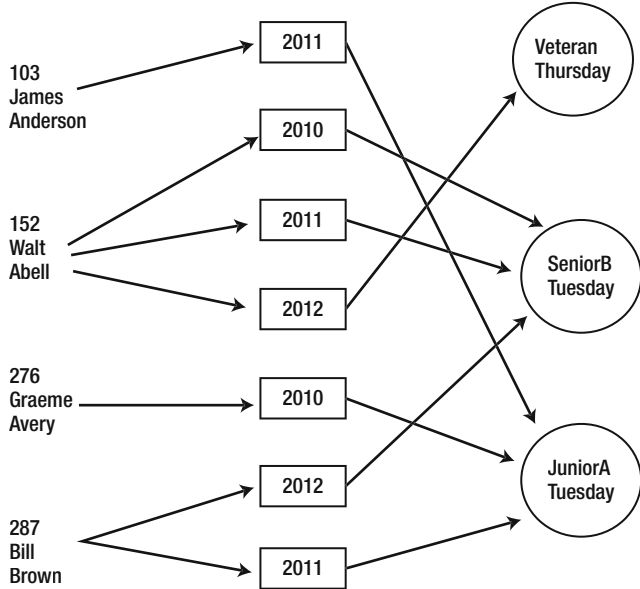 103
James
Anderson
152
Walt
Abell
276
Graeme
Avery
287
Bill
Brown
2011
2010
2011
2012
2010
2012
2011
Veteran
Thursday
SeniorB
Tuesday
JuniorA
Tuesday